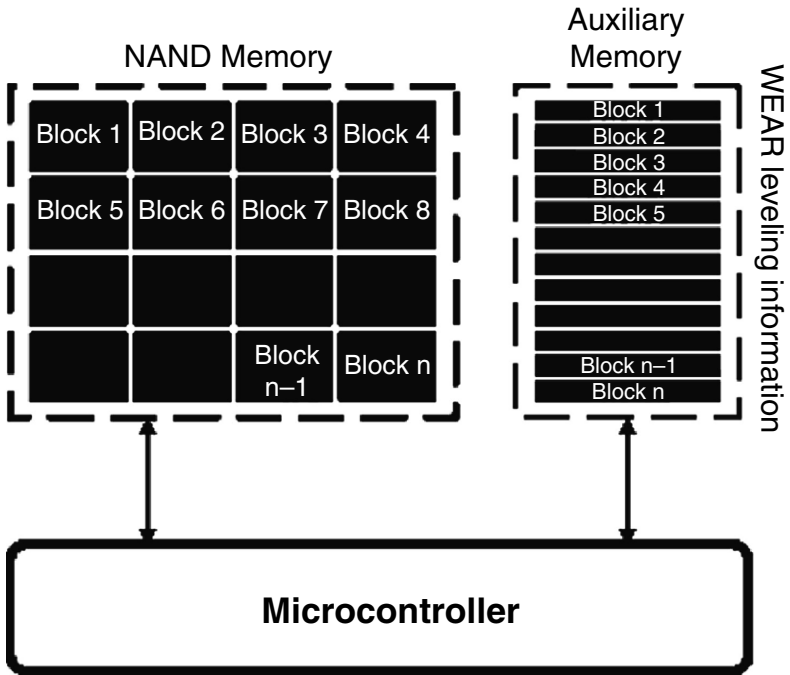 NAND Memory
Block 1
Block 2
Block 3
Block 4
Block 5
Block 6
Block 7
Block 8
Block
n–1
Block n
Auxiliary
Memory
Block 1
Block 2
Block 3
Block 4
Block 5
Block n–1
Block n
WEAR leveling information
Microcontroller